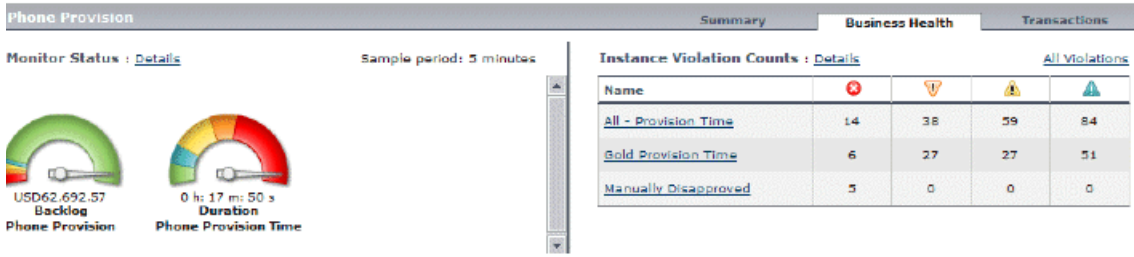 Phone Provision
Summary
Business Health
Transactions
Monitor Status : Details
Sample period: 5 minutes
USD62.692.57
Backlog
Phone Provision
0 h: 17 m: 50 s
Duration
Phone Provision Time
Instance Violation Counts : Details
All Violations
Name
All - Provision Time 14 38 59 84
Gold Provision Time 6 27 27 51
Manually Disapproved 5 0 0 0